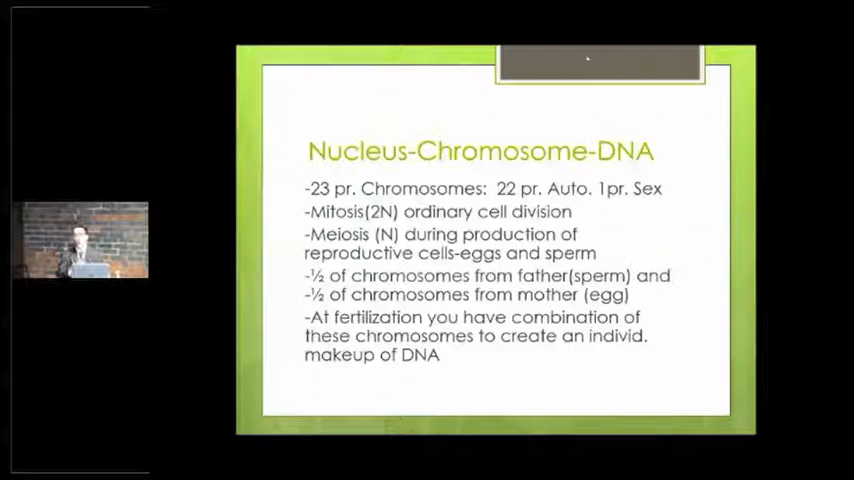 Nucleus-Chromosome-DNA
-23 pr. Chromosomes: 22 pr. Auto. 1pr. Sex
-Mitosis(2N) ordinary cell division
-Meiosis (N) during production of
reproductive cells-eggs and sperm
-½ of chromosomes from father(sperm) and
-½ of chromosomes from mother (egg)
-At fertilization you have combination of
these chromosomes to create an individ.
makeup of DNA